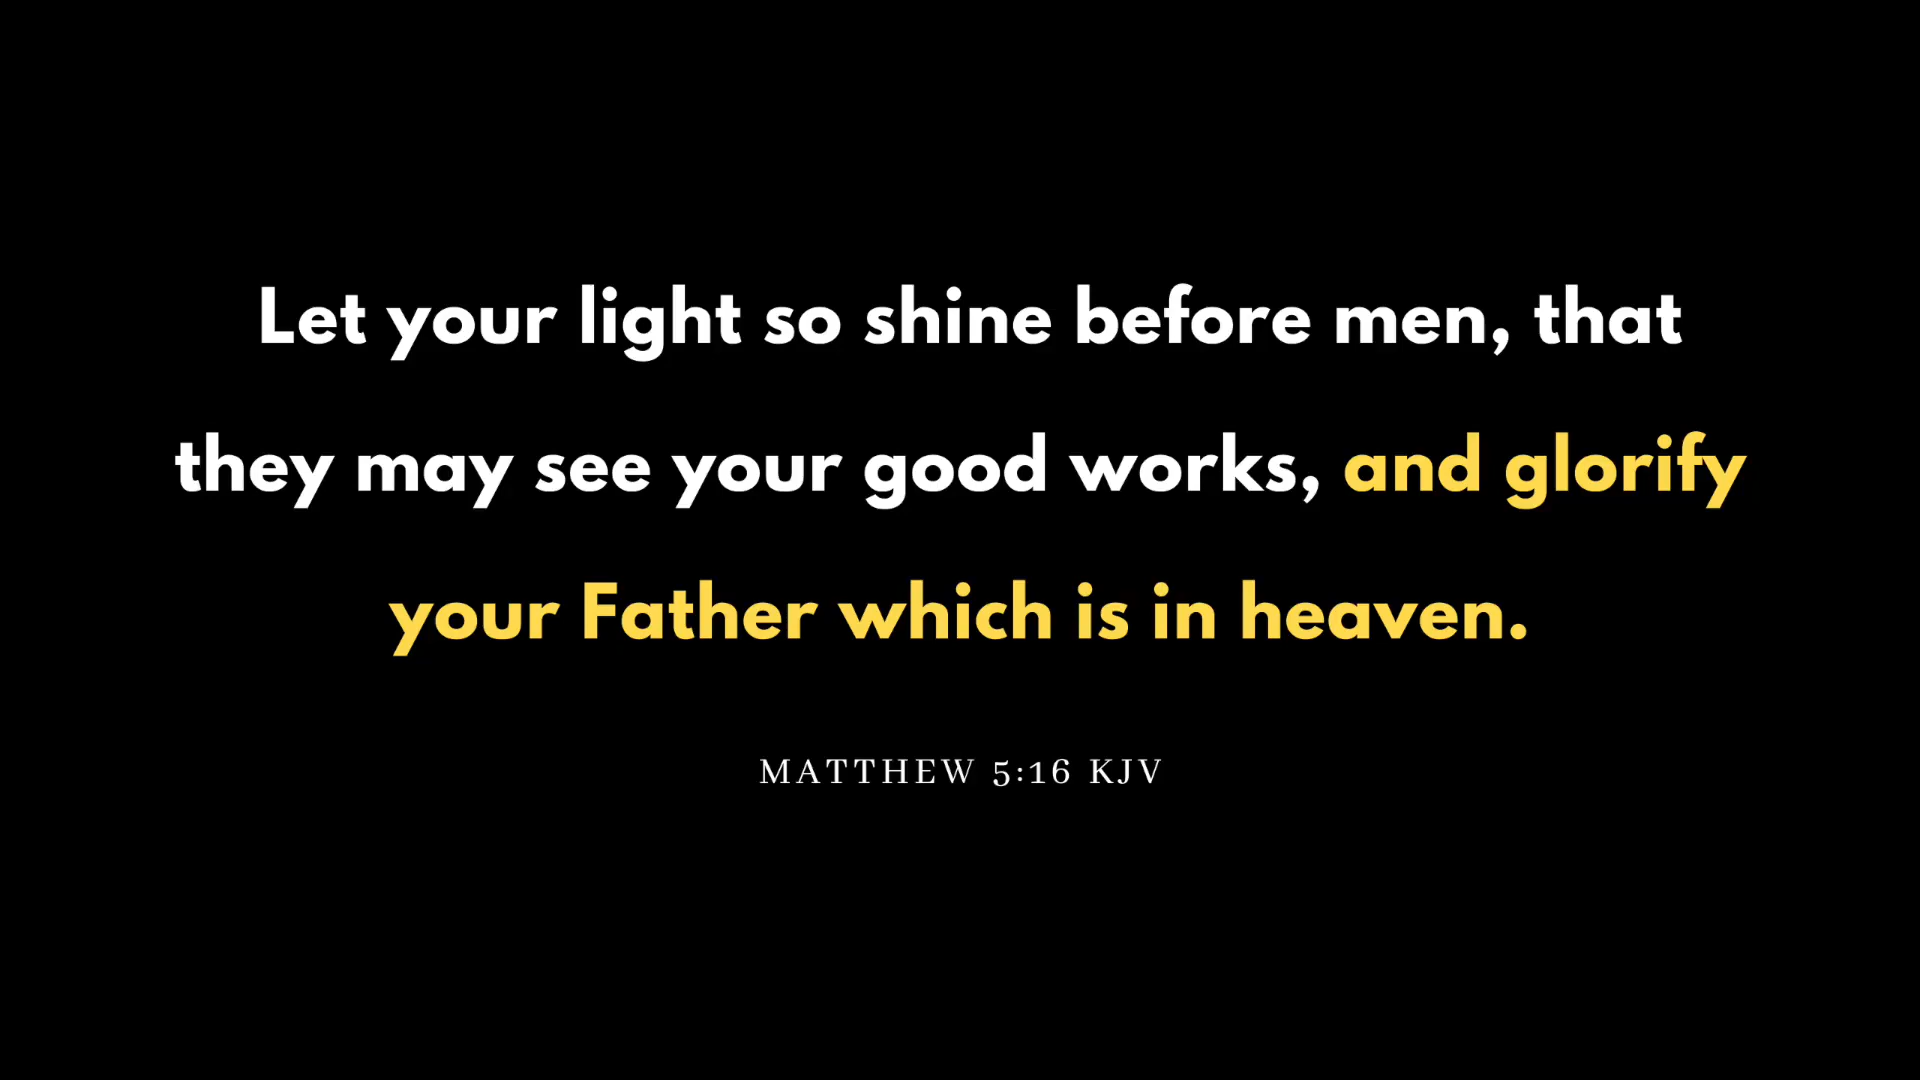 Let your light so shine before men, that
they may see your good works, and glorify
your Father which is in heaven.
MATTHEW 5:16 KJV